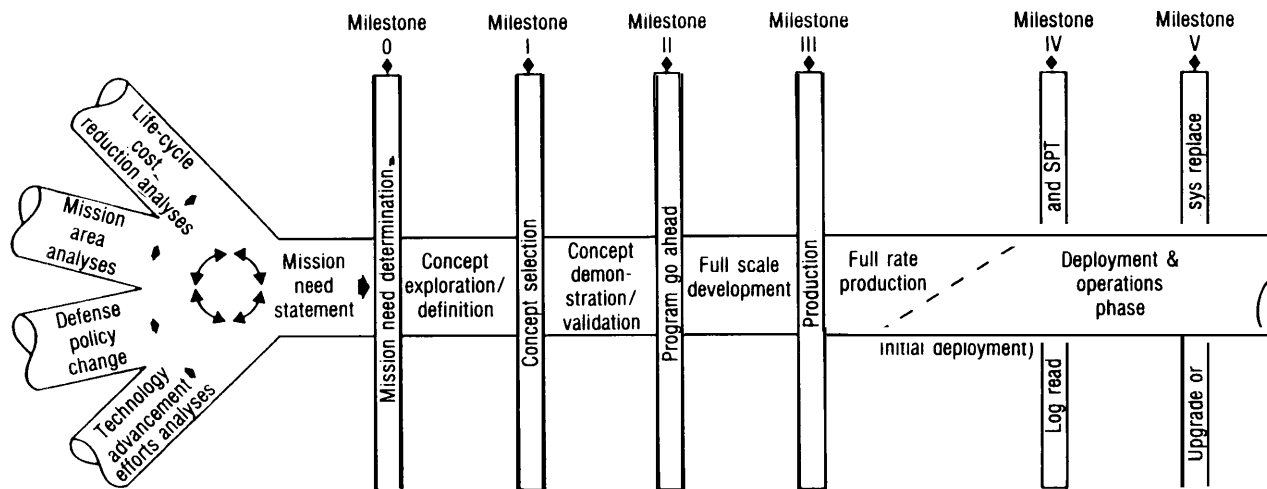 Milestone
0
Milestone
I
Milestone
II
Milestone
III
Milestone
IV
Milestone
V
Life-cycle
cost
reduction analyses
Mission
area
analyses
Defense
policy
change
Technology
advancement
efforts analyses
Mission
need
statement
Mission need determination
Concept
exploration/
definition
Concept selection
Concept
demon-
stration/
validation
Program go ahead
Full scale
development
Production
Full rate
production
Initial deployment)
Deployment &
operations
phase
Log read
and SPT
Upgrade or
sys replace